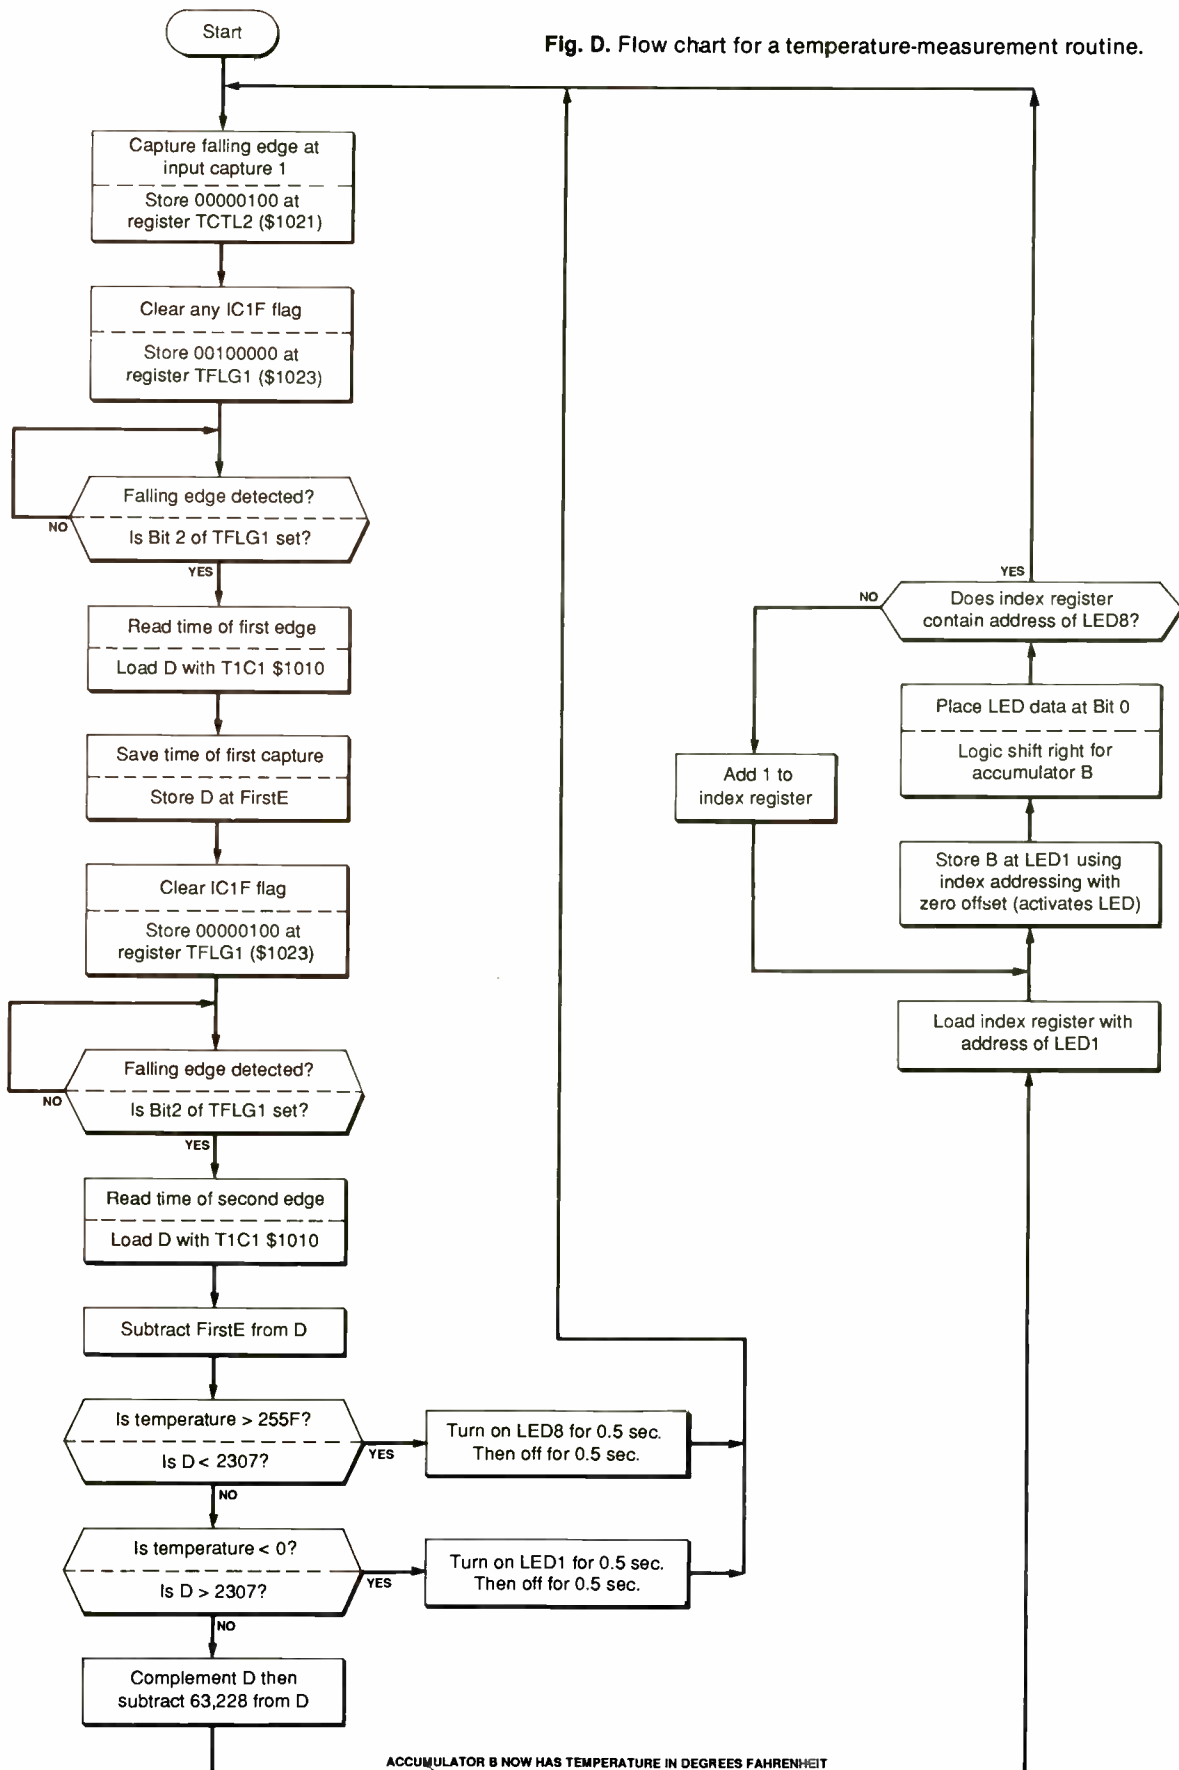 Start
Fig. D. Flow chart for a temperature-measurement routine.
Capture falling edge at
input capture 1
Store 00000100 at
register TCTL2 ($1021)
Clear any IC1F flag
Store 00100000 at
register TFLG1 ($1023)
Falling edge detected?
Is Bit 2 of TFLG1 set?
NO
YES
Read time of first edge
Load D with T1C1 $1010
Save time of first capture
Store D at FirstE
Clear IC1F flag
Store 00000100 at
register TFLG1 ($1023)
Falling edge detected?
Is Bit2 of TFLG1 set?
NO
YES
Read time of second edge
Load D with T1C1 $1010
Subtract FirstE from D
Is temperature > 255F?
Is D < 2307?
YES
NO
Turn on LED8 for 0.5 sec.
Then off for 0.5 sec.
Is temperature < 0?
Is D > 2307?
YES
NO
Turn on LED1 for 0.5 sec.
Then off for 0.5 sec.
Complement D then
subtract 63,228 from D
ACCUMULATOR B NOW HAS TEMPERATURE IN DEGREES FAHRENHEIT
Load index register with
address of LED1
Store B at LED1 using
index addressing with
zero offset (activates LED)
Place LED data at Bit 0
Logic shift right for
accumulator B
Does index register
contain address of LED8?
YES
NO
Add 1 to
index register